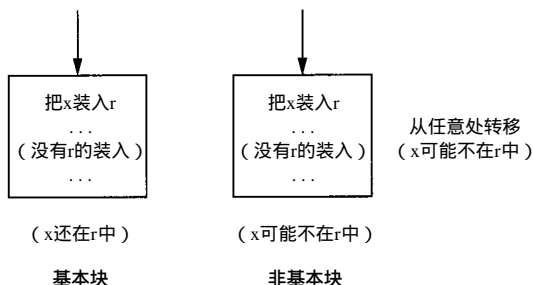 把x装入r
. . .
（没有r的装入）
. . .
（x还在r中）
基本块
把x装入r
. . .
（没有r的装入）
. . .
（x可能不在r中）
非基本块
从任意处转移
（x可能不在r中）